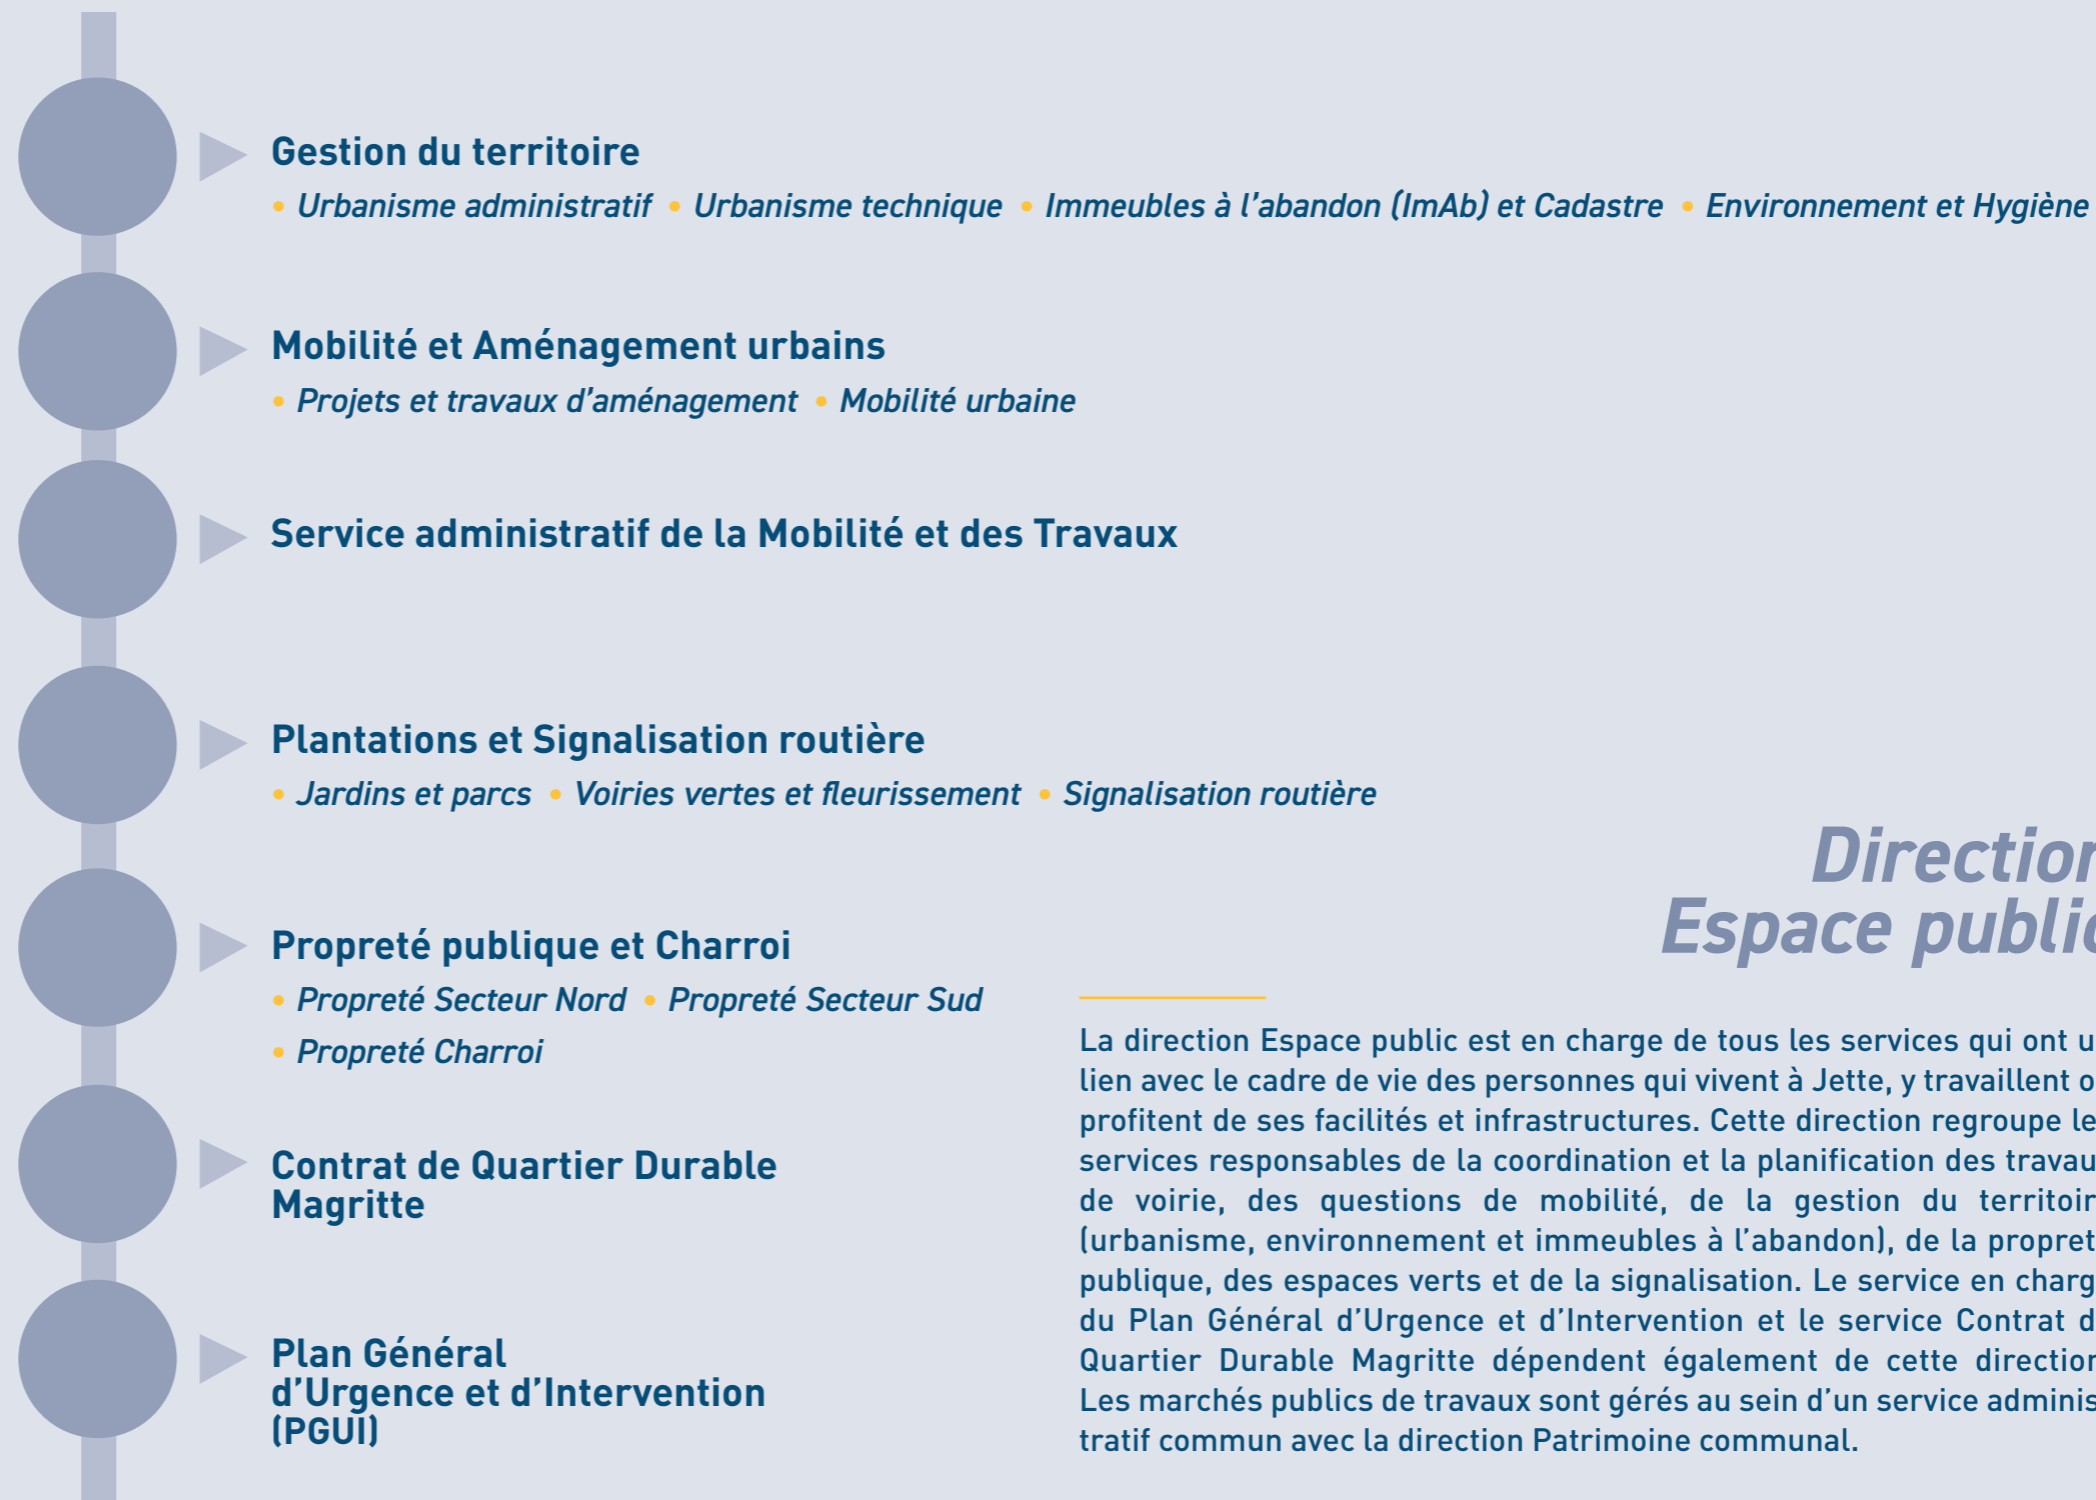 Gestion du territoire
• Urbanisme administratif • Urbanisme technique • Immeubles à l’abandon (ImAb) et Cadastre • Environnement et Hygiène
Mobilité et Aménagement urbains
• Projets et travaux d’aménagement • Mobilité urbaine
Service administratif de la Mobilité et des Travaux
Plantations et Signalisation routière
• Jardins et parcs • Voiries vertes et fleurissement • Signalisation routière
Propreté publique et Charroi
• Propreté Secteur Nord • Propreté Secteur Sud
• Propreté Charroi
Contrat de Quartier Durable
Magritte
Plan Général
d’Urgence et d’Intervention
(PGUI)
Direction
Espace public
La direction Espace public est en charge de tous les services qui ont u
lien avec le cadre de vie des personnes qui vivent à Jette, y travaillent o
profitent de ses facilités et infrastructures. Cette direction regroupe le
services responsables de la coordination et la planification des travau
de voirie, des questions de mobilité, de la gestion du territoir
(urbanisme, environnement et immeubles à l’abandon), de la propret
publique, des espaces verts et de la signalisation. Le service en charg
du Plan Général d’Urgence et d’Intervention et le service Contrat d
Quartier Durable Magritte dépendent également de cette direction
Les marchés publics de travaux sont gérés au sein d’un service adminis
tratif commun avec la direction Patrimoine communal.